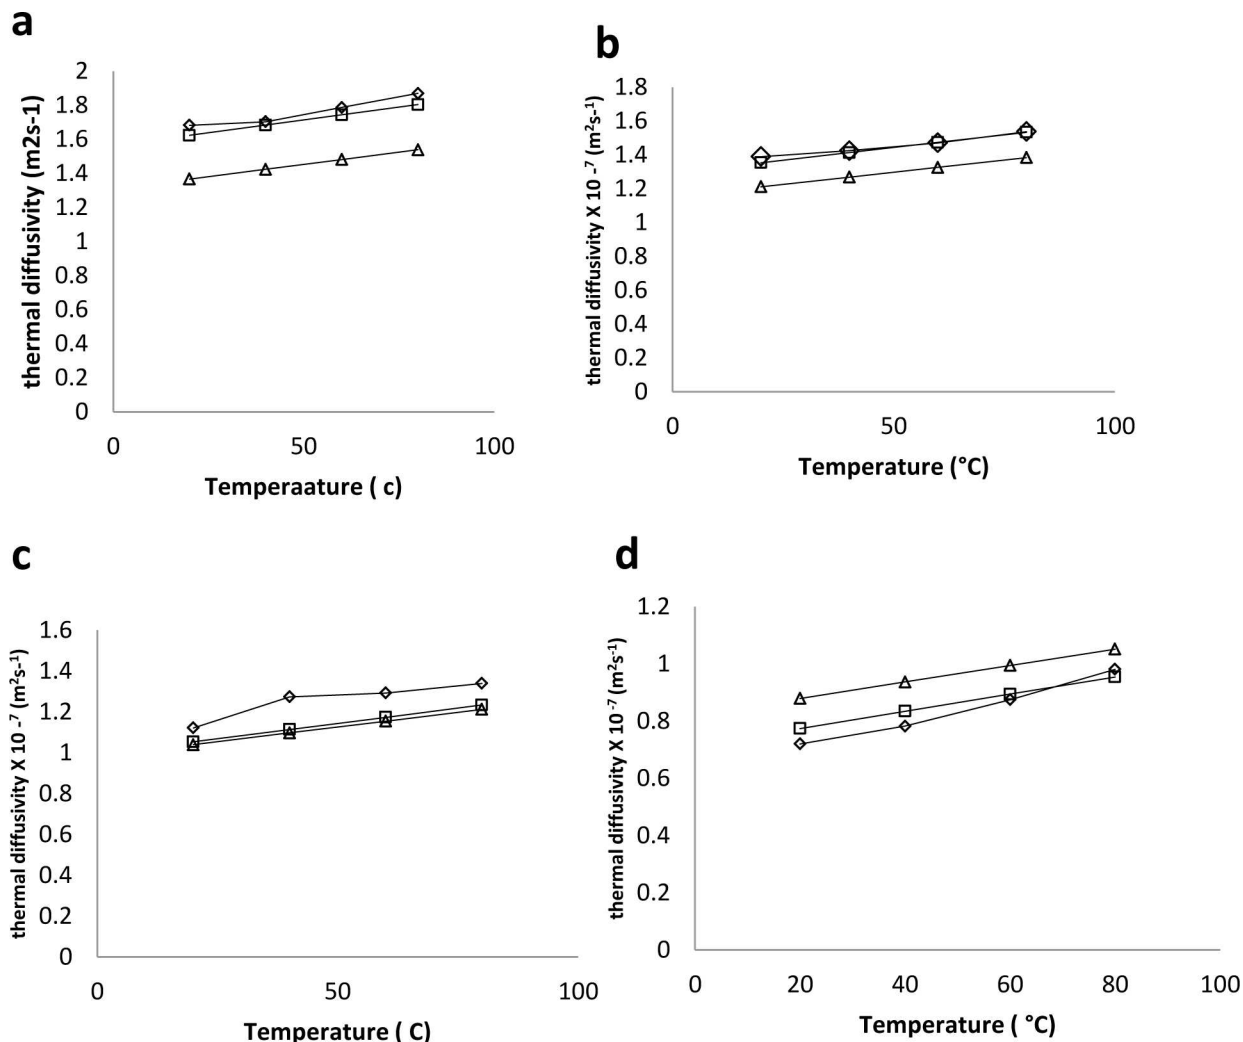 a
thermal diffusivity (m2s-1)
2
1.8
1.6
1.4
1.2
1
0.8
0.6
0.4
0.2
0
0 50 100
Temperaature ( c)
b
thermal diffusivity X 10 -7 (m2s-1)
1.8
1.6
1.4
1.2
1
0.8
0.6
0.4
0.2
0
0 50 100
Temperature (°C)
c
thermal diffusivity X 10 -7 (m2s-1)
1.6
1.4
1.2
1
0.8
0.6
0.4
0.2
0
0 50 100
Temperature ( C)
d
thermal diffusivity X 10 -7 (m2s-1)
1.2
1
0.8
0.6
0.4
0.2
0
0 20 40 60 80 100
Temperature ( °C)